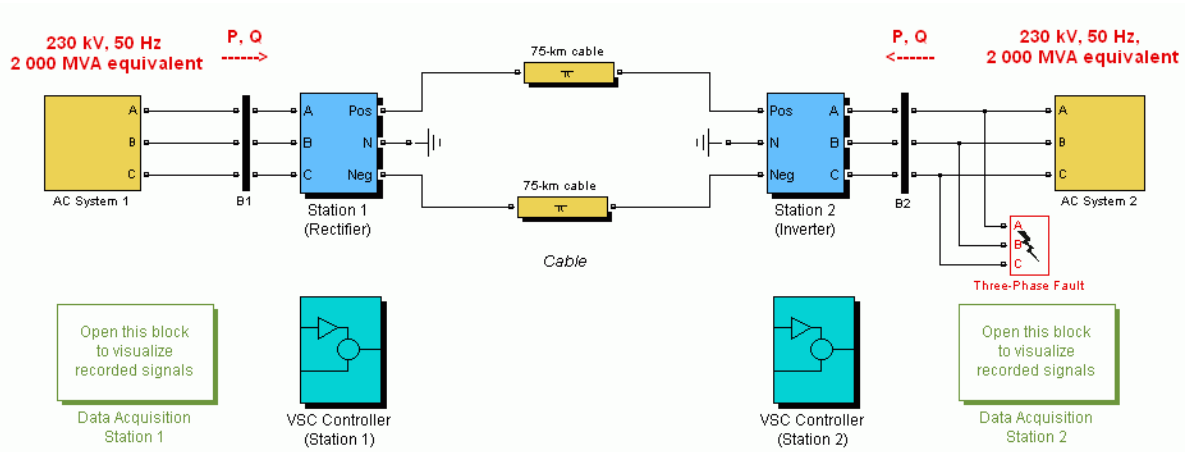 230 kV, 50 Hz
2 000 MVA equivalent
P, Q
------>
75-km cable
π
P, Q
<------
230 kV, 50 Hz,
2 000 MVA equivalent
A
B
C
AC System 1
B1
A
B
C
Pos
N
Neg
Station 1
(Rectifier)
75-km cable
π
Cable
Pos
N
Neg
A
B
C
Station 2
(Inverter)
B2
A
B
C
AC System 2
A
B
C
Three-Phase Fault
Open this block
to visualize
recorded signals
Data Acquisition
Station 1
VSC Controller
(Station 1)
VSC Controller
(Station 2)
Open this block
to visualize
recorded signals
Data Acquisition
Station 2